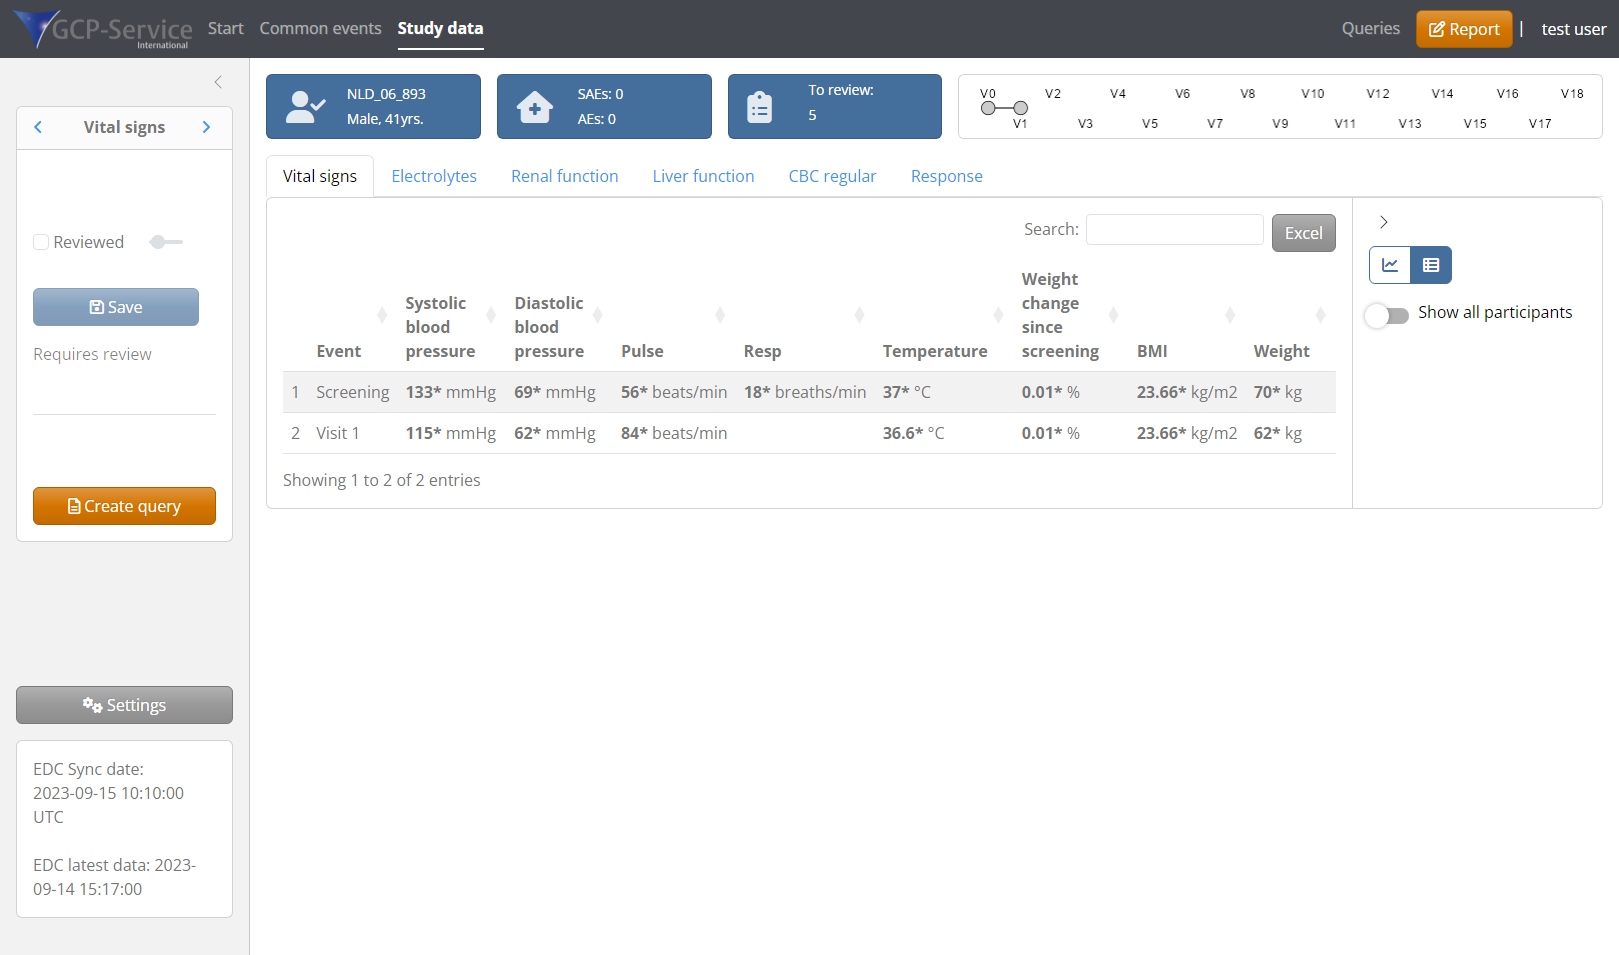 GCP-Service
International
Start Common events Study data
Queries Report | test user
Vital signs
Reviewed
Save
Requires review
Create query
Settings
EDC Sync date:
2023-09-15 10:10:00
UTC
EDC latest data: 2023-
09-14 15:17:00
NLD_06_893
Male, 41yrs.
SAEs: 0
AEs: 0
To review:
5
V0 V2 V4 V6 V8 V10 V12 V14 V16 V18
V1 V3 V5 V7 V9 V11 V13 V15 V17
Vital signs Electrolytes Renal function Liver function CBC regular Response
Search: Excel
Event
Systolic
blood
pressure
Diastolic
blood
pressure
Pulse
Resp
Temperature
Weight
change
since
screening
BMI
Weight
1 Screening 133* mmHg 69* mmHg 56* beats/min 18* breaths/min 37* °C 0.01* % 23.66* kg/m2 70* kg
2 Visit 1 115* mmHg 62* mmHg 84* beats/min 36.6* °C 0.01* % 23.66* kg/m2 62* kg
Showing 1 to 2 of 2 entries
Show all participants